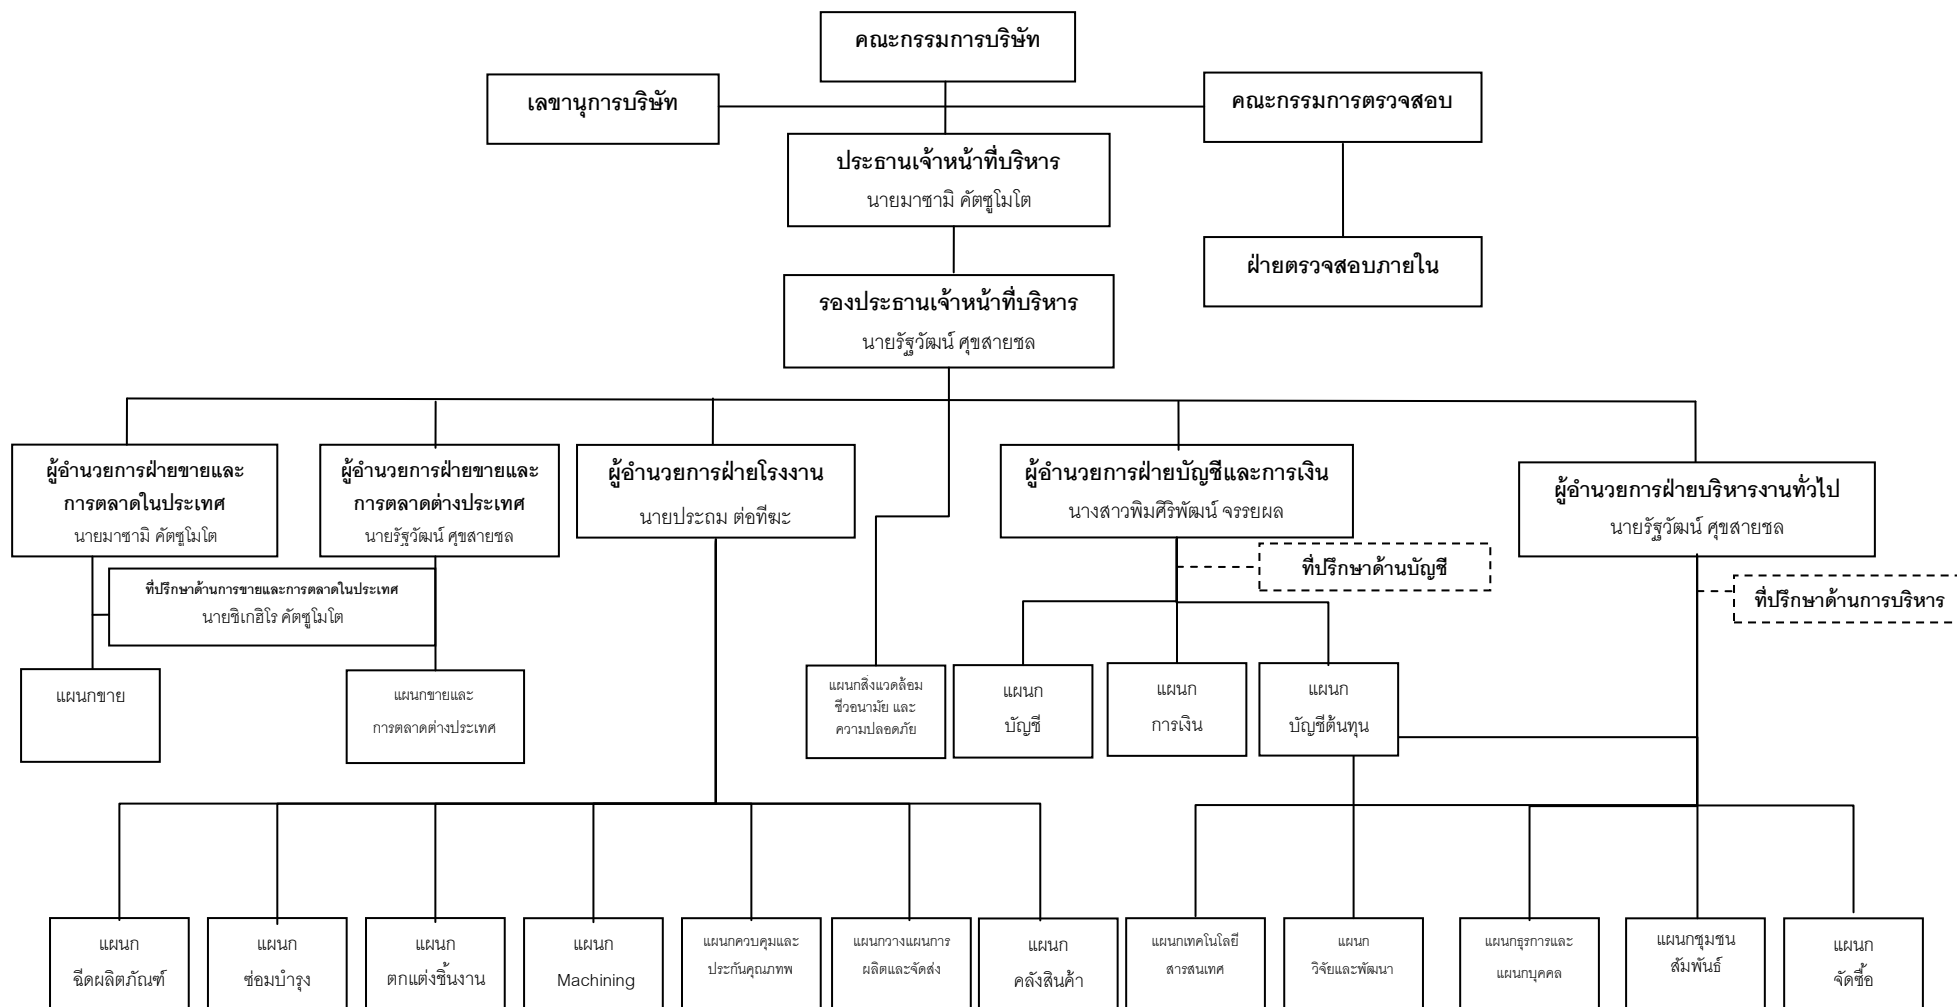 คณะกรรมการบริษัท
เลขานุการบริษัท
คณะกรรมการตรวจสอบ
ประธานเจ้าหน้าที่บริหาร
นายมาซามิ คัตซูโมโต
ฝ่ายตรวจสอบภายใน
รองประธานเจ้าหน้าที่บริหาร
นายรัฐวัฒน์ ศุขสายชล
ผู้อำนวยการฝ่ายขายและ
การตลาดในประเทศ
นายมาซามิ คัตซูโมโต
ผู้อำนวยการฝ่ายขายและ
การตลาดต่างประเทศ
นายรัฐวัฒน์ ศุขสายชล
ผู้อำนวยการฝ่ายโรงงาน
นายประถม ต่อฑีฆะ
ผู้อำนวยการฝ่ายบัญชีและการเงิน
นางสาวพิมศิริพัฒน์ จรรยผล
ผู้อำนวยการฝ่ายบริหารงานทั่วไป
นายรัฐวัฒน์ ศุขสายชล
ที่ปรึกษาด้านการขายและการตลาดในประเทศ
นายชิเกฮิโร คัตซูโมโต
ที่ปรึกษาด้านบัญชี
ที่ปรึกษาด้านการบริหาร
แผนกขาย
แผนกขายและ
การตลาดต่างประเทศ
แผนกสิ่งแวดล้อม
ชีวอนามัย และ
ความปลอดภัย
แผนก
บัญชี
แผนก
การเงิน
แผนก
บัญชีต้นทุน
แผนก
ฉีดผลิตภัณฑ์
แผนก
ซ่อมบำรุง
แผนก
ตกแต่งชิ้นงาน
แผนก
Machining
แผนกควบคุมและ
ประกันคุณภทพ
แผนกวางแผนการ
ผลิตและจัดส่ง
แผนก
คลังสินค้า
แผนกเทคโนโลยี
สารสนเทศ
แผนก
วิจัยและพัฒนา
แผนกธุรการและ
แผนกบุคคล
แผนกชุมชน
สัมพันธ์
แผนก
จัดซื้อ